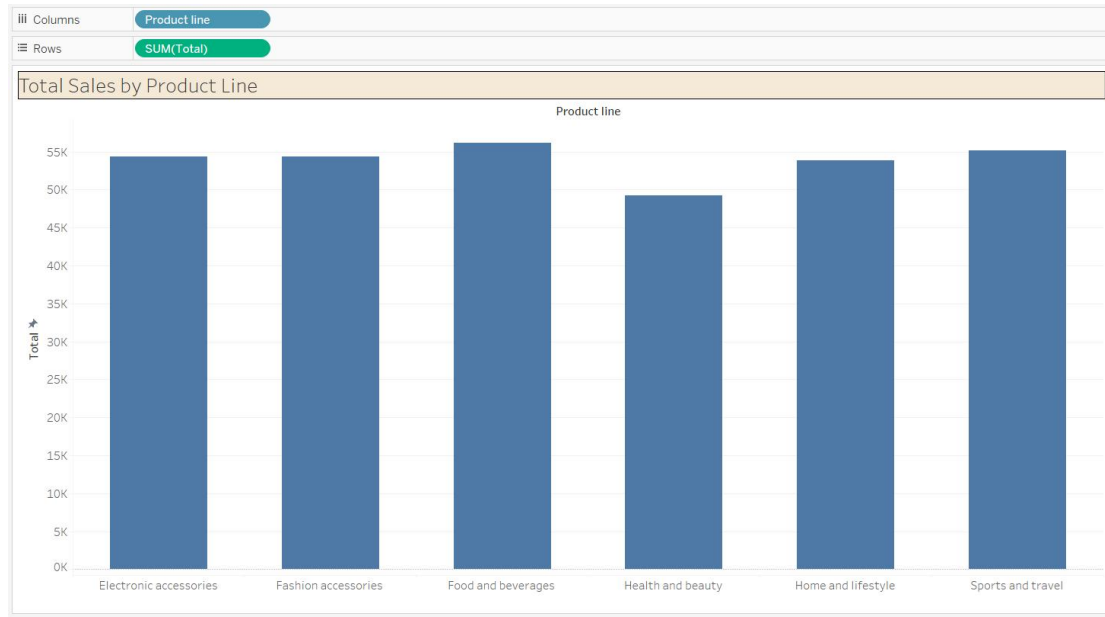 Columns Product line
Rows SUM(Total)
Total Sales by Product Line
Product line
55K
50K
45K
40K
35K
30K
25K
20K
15K
10K
5K
0K
Total
Electronic accessories Fashion accessories Food and beverages Health and beauty Home and lifestyle Sports and travel